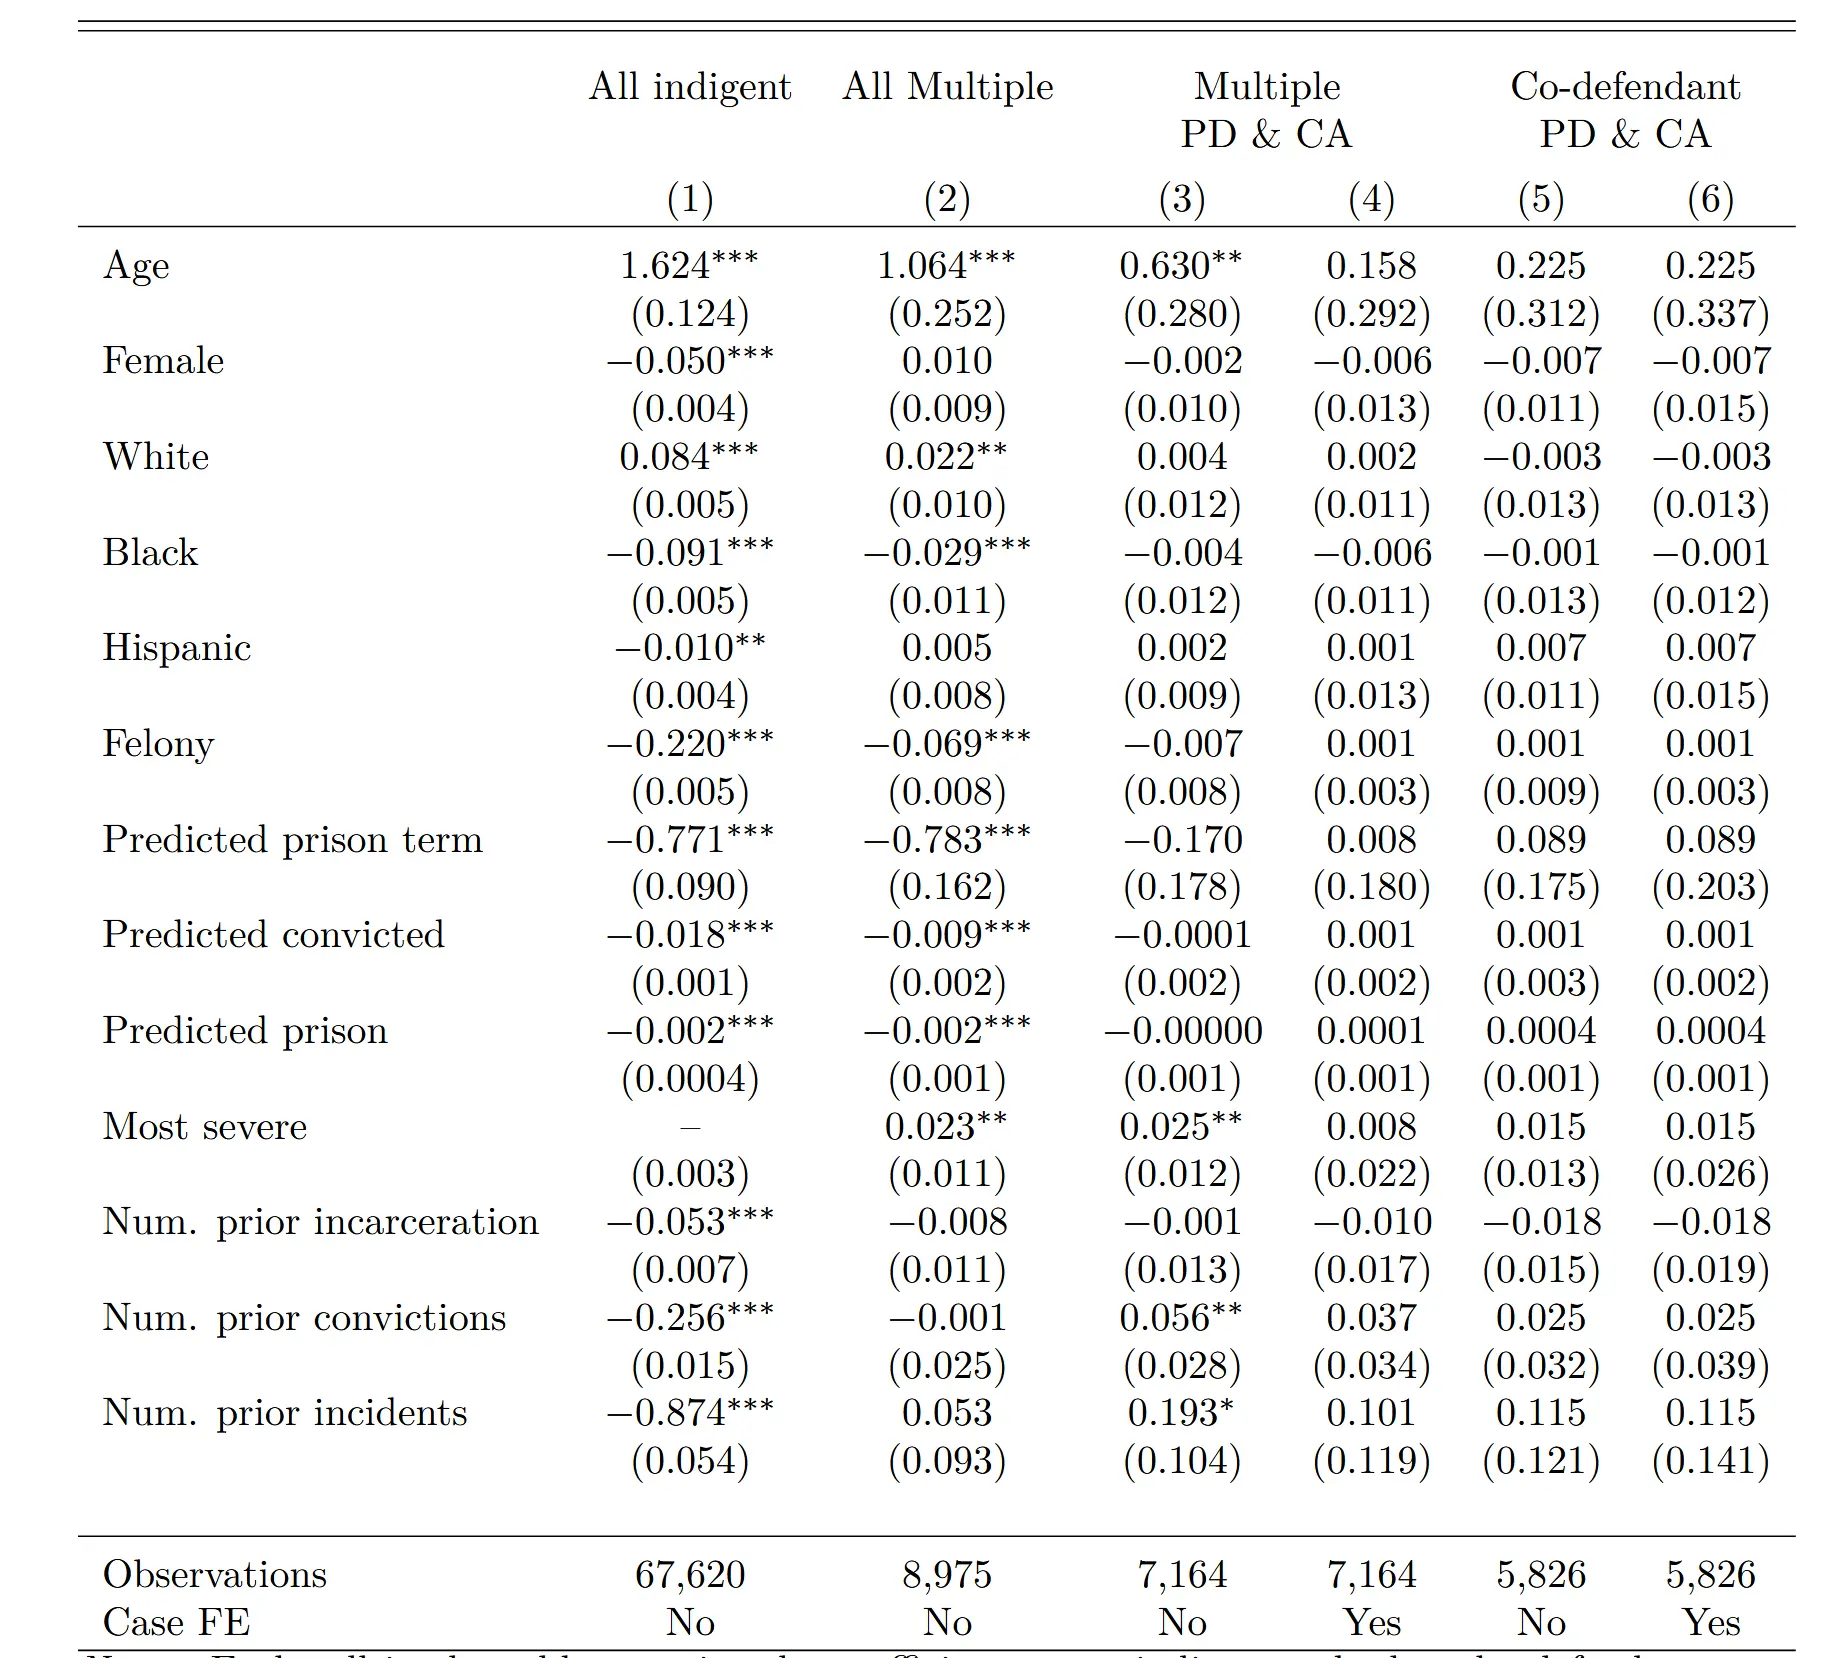 All indigent All Multiple Multiple Co-defendant
PD & CA PD & CA
(1) (2) (3) (4) (5) (6)
Age 1.624*** 1.064*** 0.630** 0.158 0.225 0.225
(0.124) (0.252) (0.280) (0.292) (0.312) (0.337)
Female −0.050*** 0.010 −0.002 −0.006 −0.007 −0.007
(0.004) (0.009) (0.010) (0.013) (0.011) (0.015)
White 0.084*** 0.022** 0.004 0.002 −0.003 −0.003
(0.005) (0.010) (0.012) (0.011) (0.013) (0.013)
Black −0.091*** −0.029*** −0.004 −0.006 −0.001 −0.001
(0.005) (0.011) (0.012) (0.011) (0.013) (0.012)
Hispanic −0.010** 0.005 0.002 0.001 0.007 0.007
(0.004) (0.008) (0.009) (0.013) (0.011) (0.015)
Felony −0.220*** −0.069*** −0.007 0.001 0.001 0.001
(0.005) (0.008) (0.008) (0.003) (0.009) (0.003)
Predicted prison term −0.771*** −0.783*** −0.170 0.008 0.089 0.089
(0.090) (0.162) (0.178) (0.180) (0.175) (0.203)
Predicted convicted −0.018*** −0.009*** −0.0001 0.001 0.001 0.001
(0.001) (0.002) (0.002) (0.002) (0.003) (0.002)
Predicted prison −0.002*** −0.002*** −0.00000 0.0001 0.0004 0.0004
(0.0004) (0.001) (0.001) (0.001) (0.001) (0.001)
Most severe – 0.023** 0.025** 0.008 0.015 0.015
(0.003) (0.011) (0.012) (0.022) (0.013) (0.026)
Num. prior incarceration −0.053*** −0.008 −0.001 −0.010 −0.018 −0.018
(0.007) (0.011) (0.013) (0.017) (0.015) (0.019)
Num. prior convictions −0.256*** −0.001 0.056** 0.037 0.025 0.025
(0.015) (0.025) (0.028) (0.034) (0.032) (0.039)
Num. prior incidents −0.874*** 0.053 0.193* 0.101 0.115 0.115
(0.054) (0.093) (0.104) (0.119) (0.121) (0.141)
Observations 67,620 8,975 7,164 7,164 5,826 5,826
Case FE No No No Yes No Yes